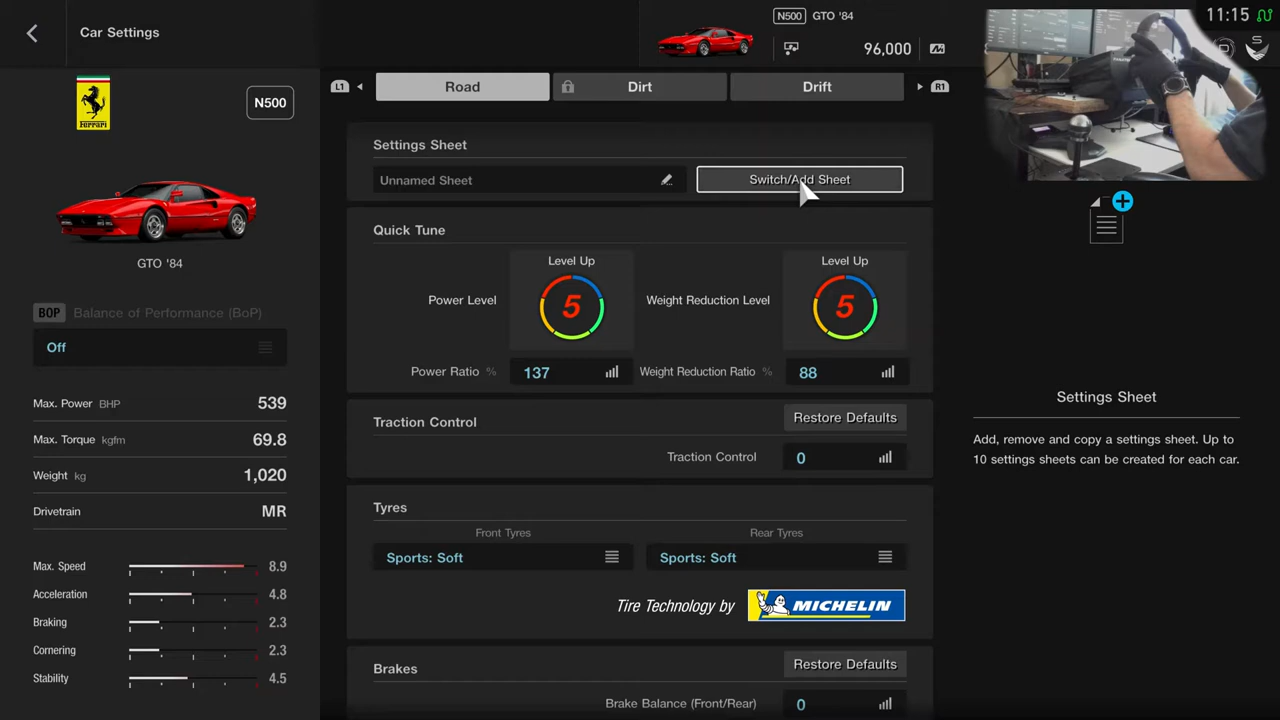 Car Settings
N500 GTO '84
96,000
11:15
L1 Road Dirt Drift R1
Ferrari
N500
GTO '84
BOP Balance of Performance (BoP)
Off
Max. Power BHP 539
Max. Torque kgfm 69.8
Weight kg 1,020
Drivetrain MR
Max. Speed 8.9
Acceleration 4.8
Braking 2.3
Cornering 2.3
Stability 4.5
Settings Sheet
Unnamed Sheet Switch/Add Sheet
Quick Tune
Level Up Level Up
Power Level 5 Weight Reduction Level 5
Power Ratio % 137 Weight Reduction Ratio % 88
Traction Control Restore Defaults
Traction Control 0
Tyres
Front Tyres Rear Tyres
Sports: Soft Sports: Soft
Tire Technology by MICHELIN
Brakes Restore Defaults
Brake Balance (Front/Rear) 0
Settings Sheet
Add, remove and copy a settings sheet. Up to
10 settings sheets can be created for each car.